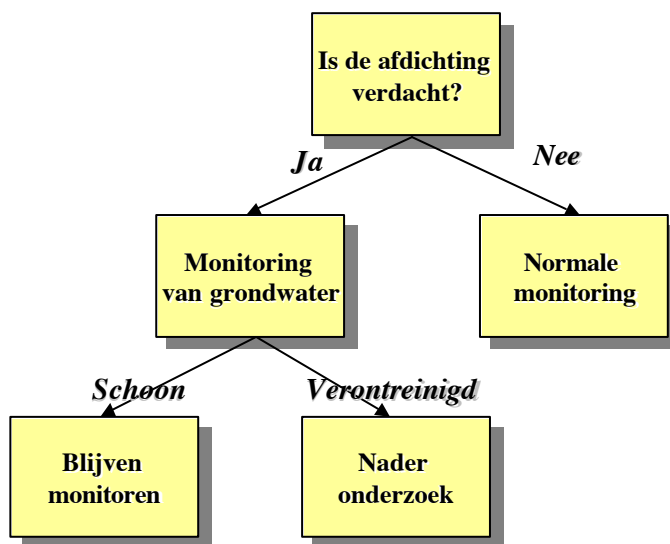 Is de afdichting
verdacht?
Ja
Nee
Monitoring
van grondwater
Normale
monitoring
Schoon
Verontreinigd
Blijven
monitoren
Nader
onderzoek